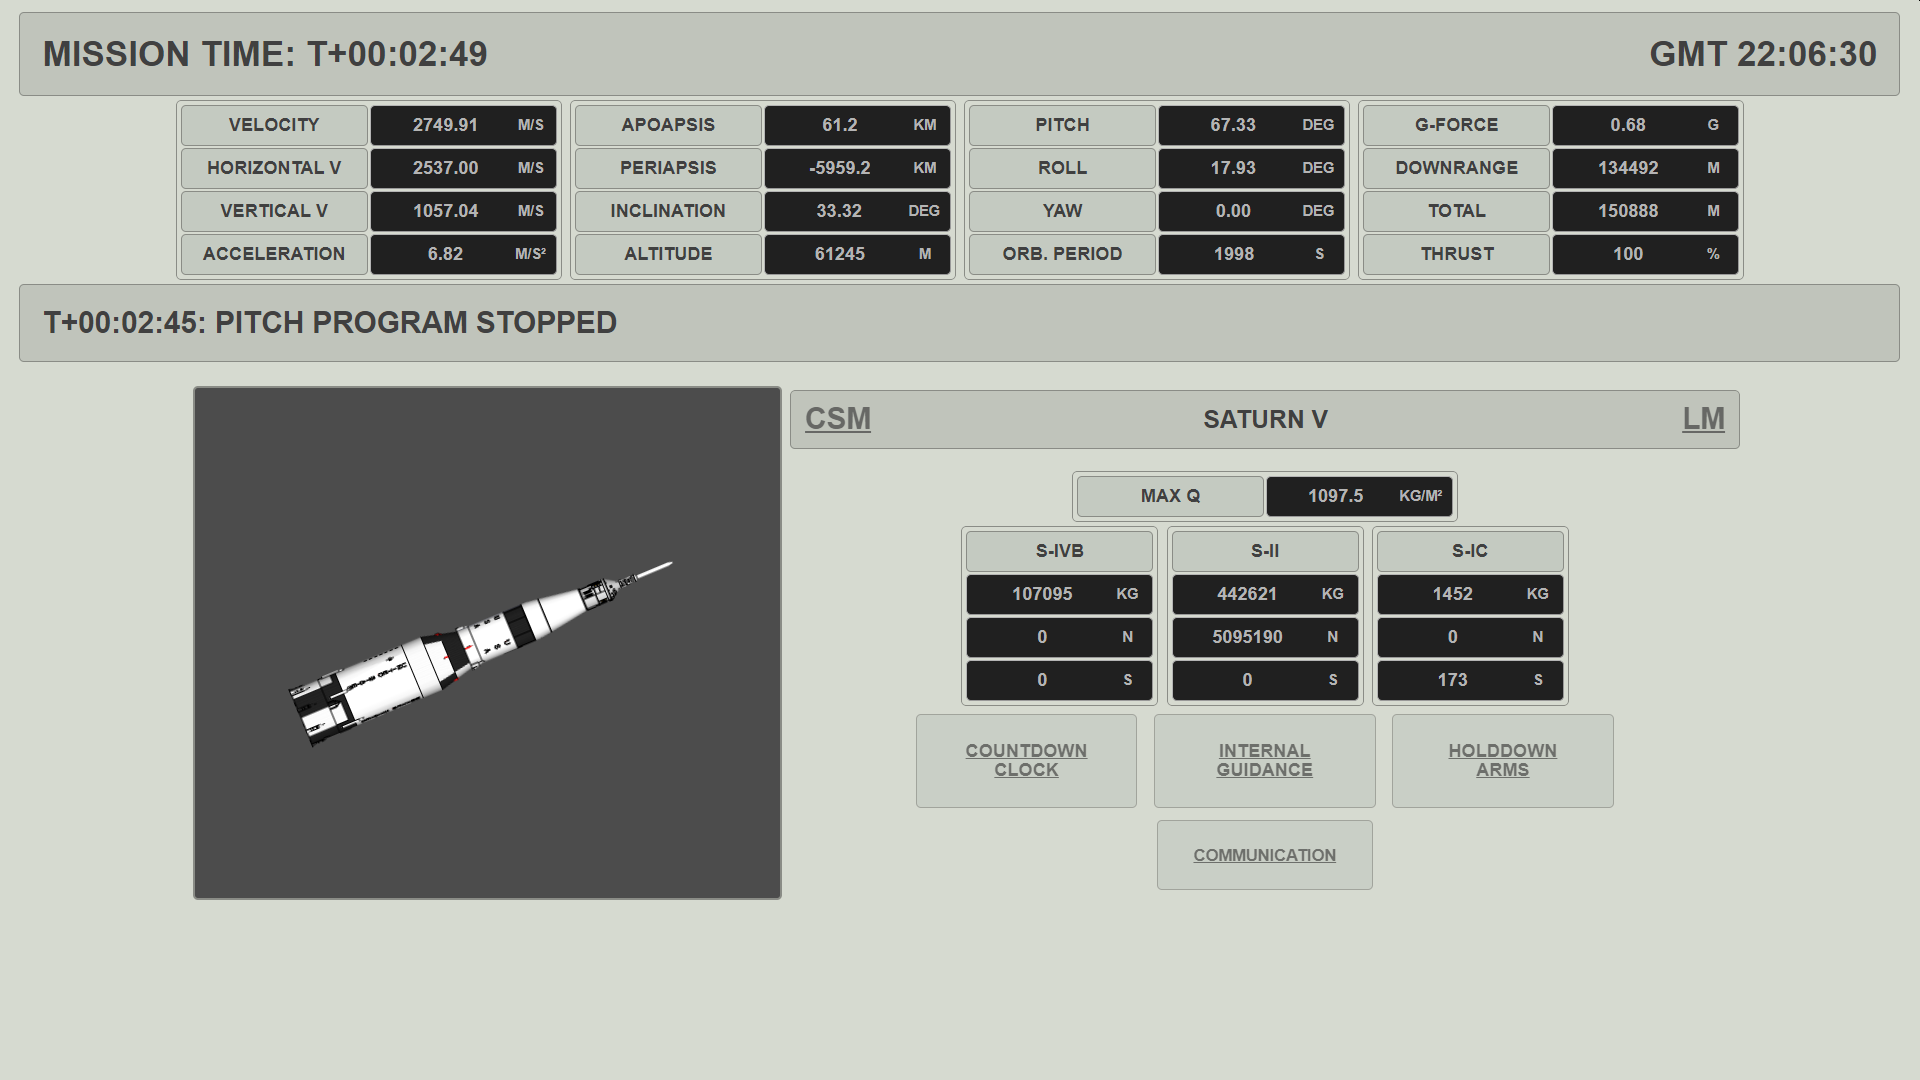 MISSION TIME: T+00:02:49 GMT 22:06:30
VELOCITY 2749.91 M/S APOAPSIS 61.2 KM PITCH 67.33 DEG G-FORCE 0.68 G
HORIZONTAL V 2537.00 M/S PERIAPSIS -5959.2 KM ROLL 17.93 DEG DOWNRANGE 134492 M
VERTICAL V 1057.04 M/S INCLINATION 33.32 DEG YAW 0.00 DEG TOTAL 150888 M
ACCELERATION 6.82 M/S² ALTITUDE 61245 M ORB. PERIOD 1998 S THRUST 100 %
T+00:02:45: PITCH PROGRAM STOPPED
CSM SATURN V LM
MAX Q 1097.5 KG/M²
S-IVB S-II S-IC
107095 KG 442621 KG 1452 KG
0 N 5095190 N 0 N
0 S 0 S 173 S
COUNTDOWN
CLOCK
INTERNAL
GUIDANCE
HOLDDOWN
ARMS
COMMUNICATION